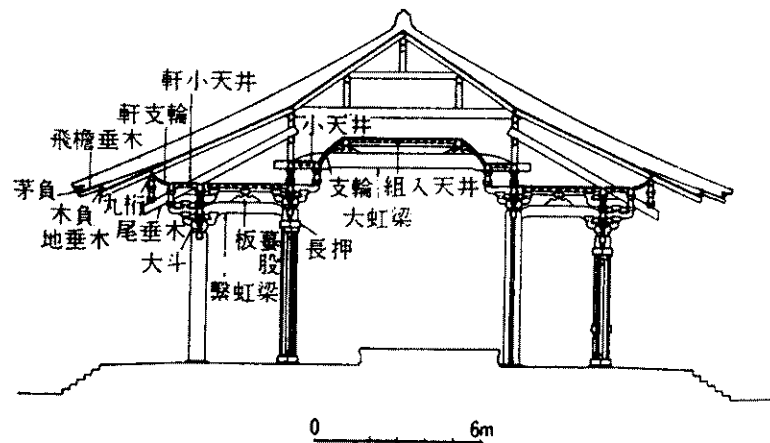 軒小天井
軒支輪
小天井
飛檐垂木
茅負
木負
地垂木
丸桁
尾垂木
大斗
繋虹梁
板蟇股
長押
支輪
組入天井
大虹梁
0 6m